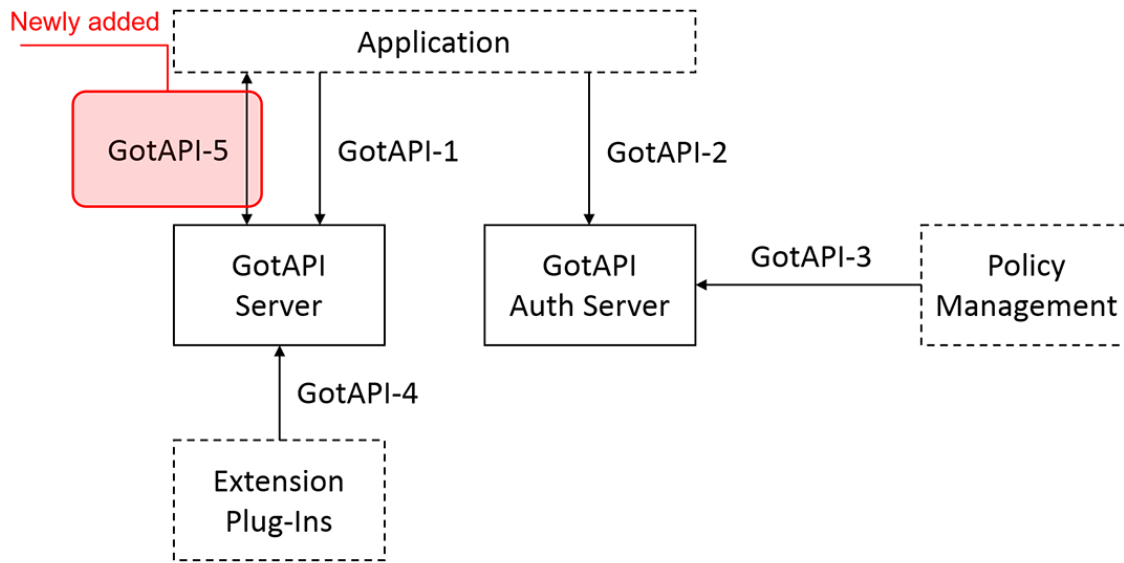 Newly added
Application
GotAPI-5
GotAPI-1
GotAPI-2
GotAPI
Server
GotAPI
Auth Server
GotAPI-3
Policy
Management
GotAPI-4
Extension
Plug-Ins